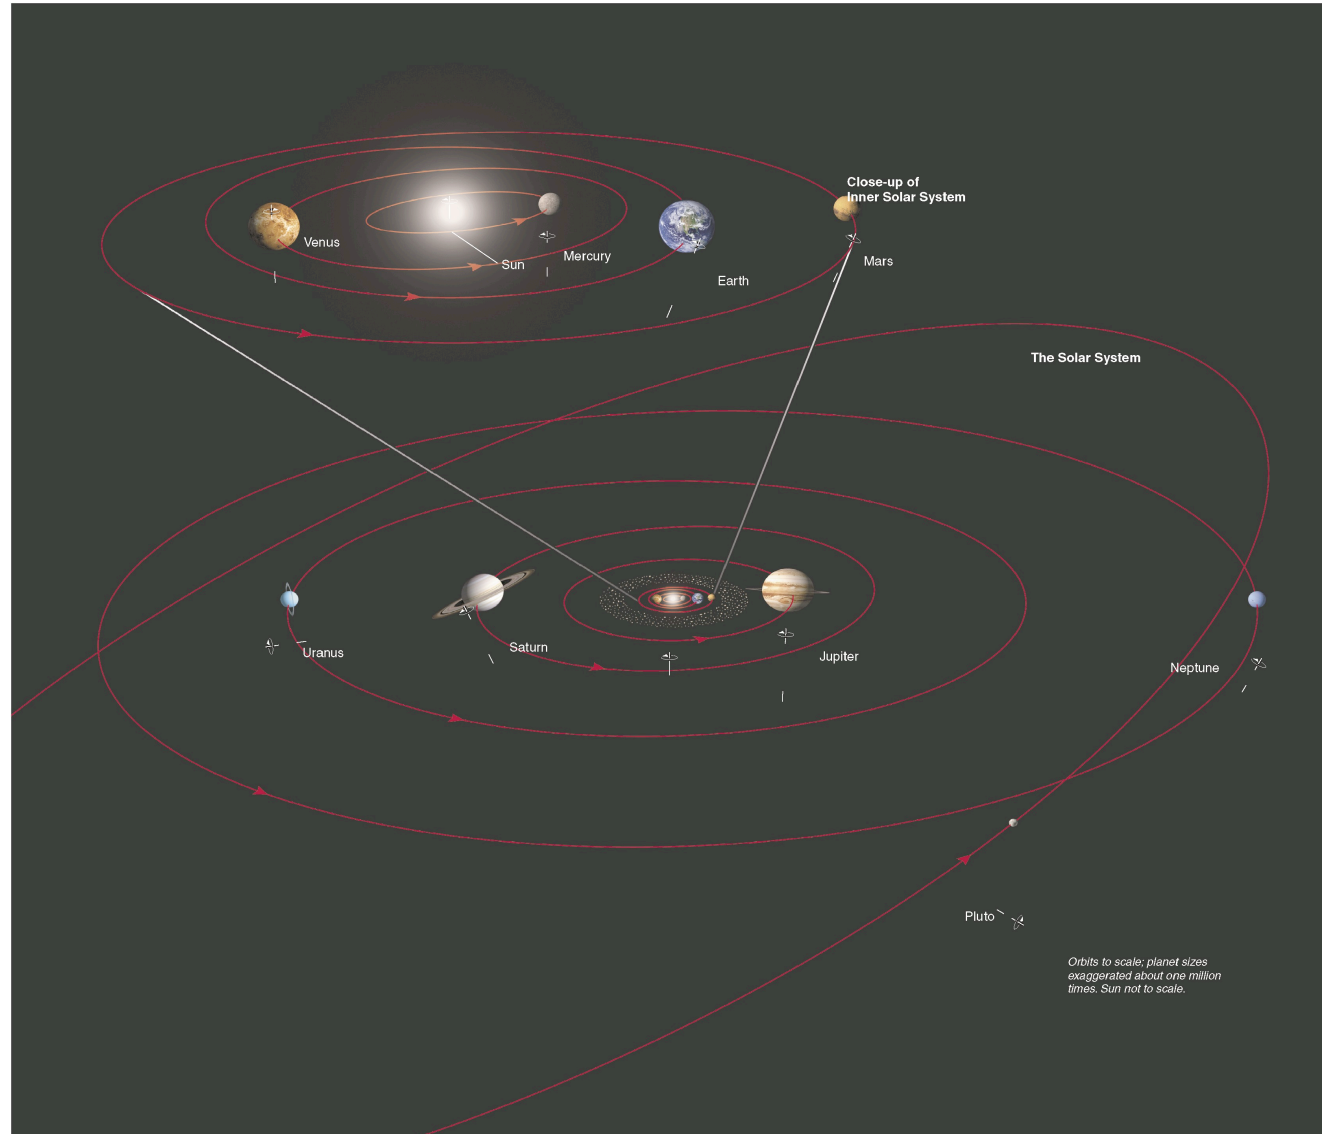 Close-up of
Inner Solar System
Venus
Sun
Mercury
Earth
Mars
The Solar System
Uranus
Saturn
Jupiter
Neptune
Pluto
Orbits to scale; planet sizes
exaggerated about one million
times. Sun not to scale.